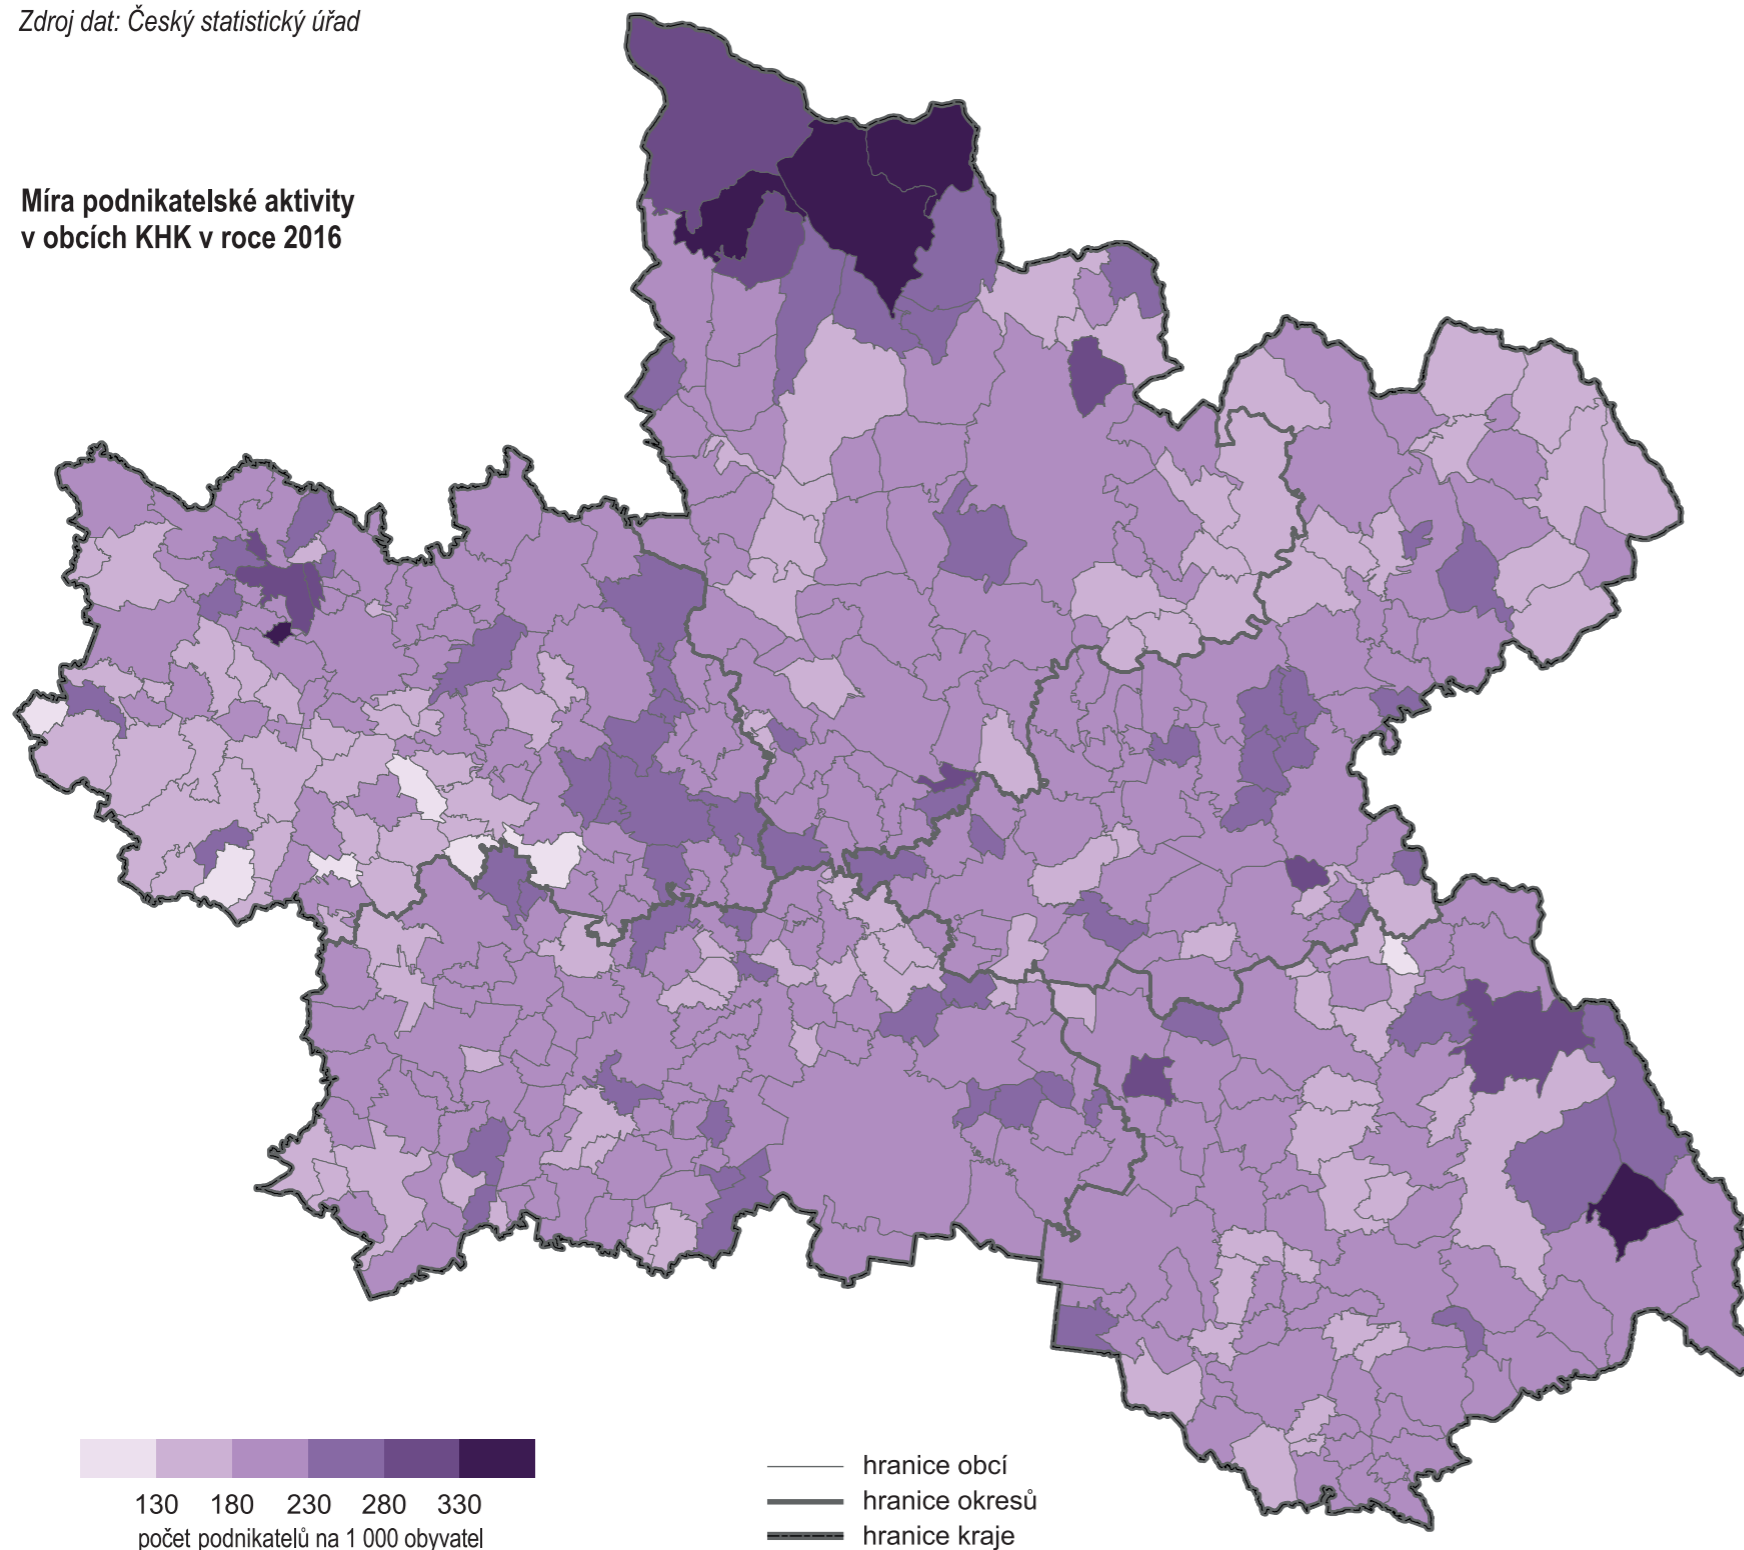 Zdroj dat: Český statistický úřad
Míra podnikatelské aktivity
v obcích KHK v roce 2016
130 180 230 280 330
počet podnikatelů na 1 000 obyvatel
hranice obcí
hranice okresů
hranice kraje